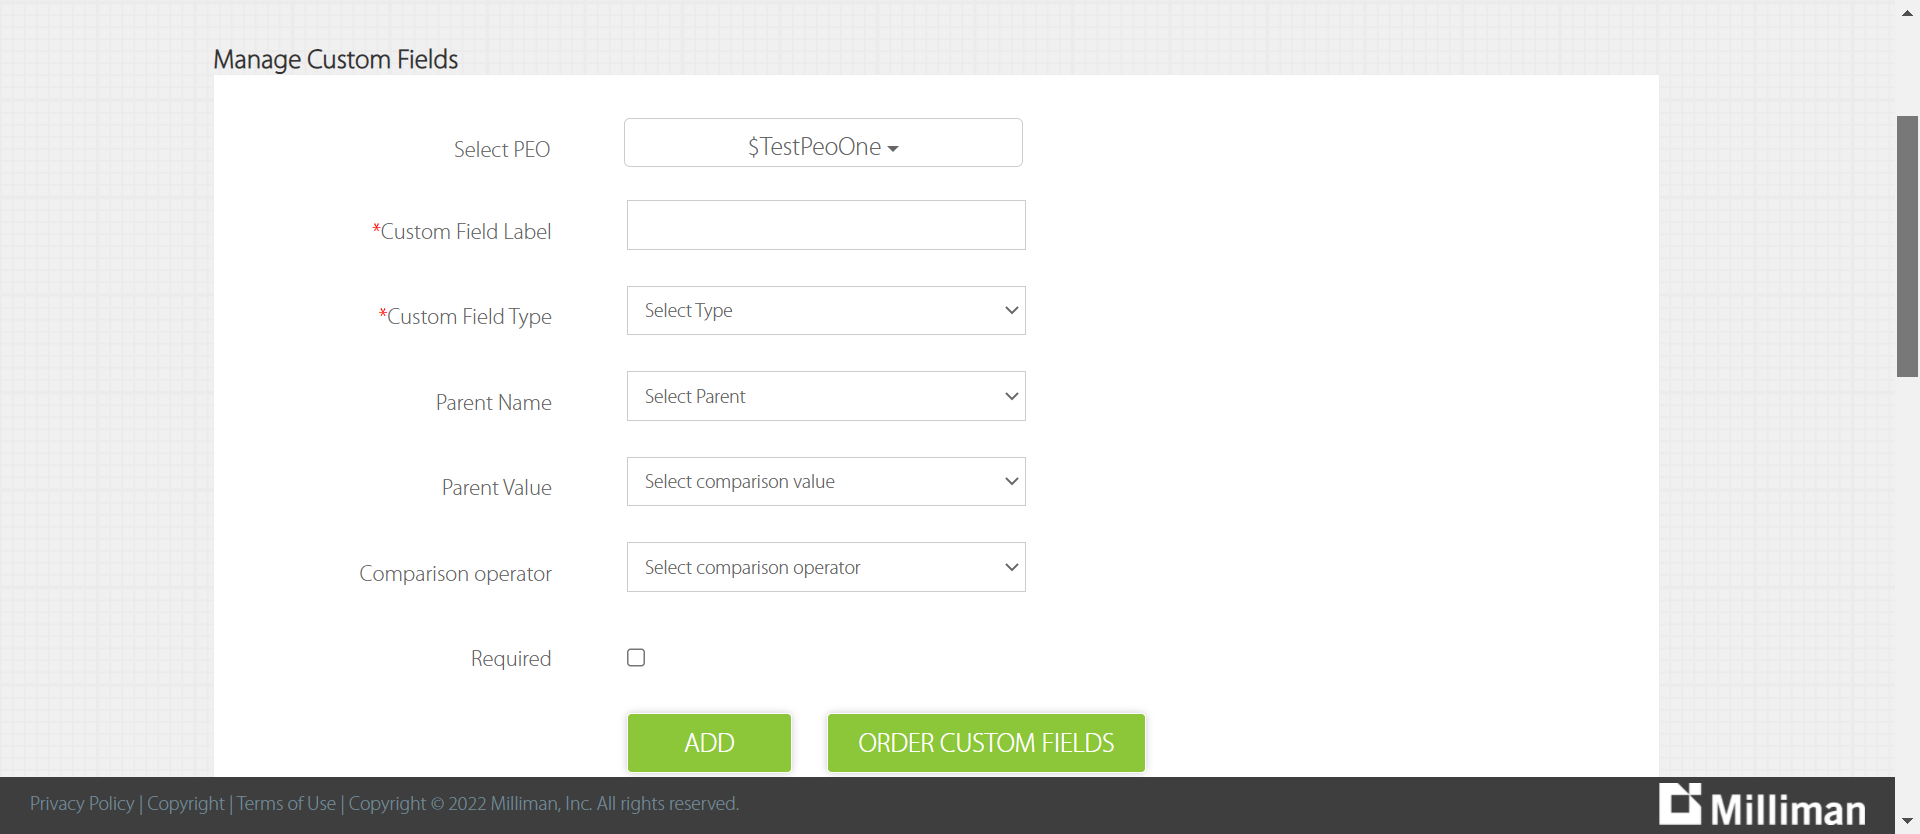 Manage Custom Fields
Select PEO
$TestPeoOne
*Custom Field Label
*Custom Field Type
Select Type
Parent Name
Select Parent
Parent Value
Select comparison value
Comparison operator
Select comparison operator
Required
ADD
ORDER CUSTOM FIELDS
Privacy Policy | Copyright | Terms of Use | Copyright © 2022 Milliman, Inc. All rights reserved.
Milliman